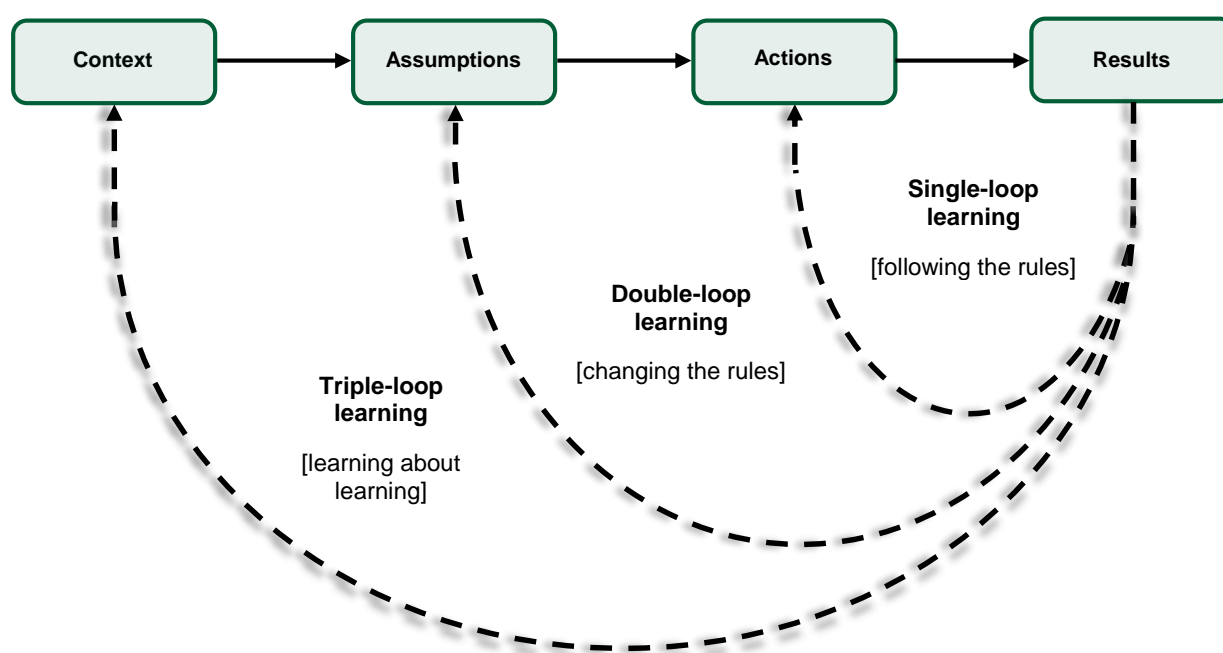 Context
Assumptions
Actions
Results
Single-loop
learning
[following the rules]
Double-loop
learning
[changing the rules]
Triple-loop
learning
[learning about
learning]